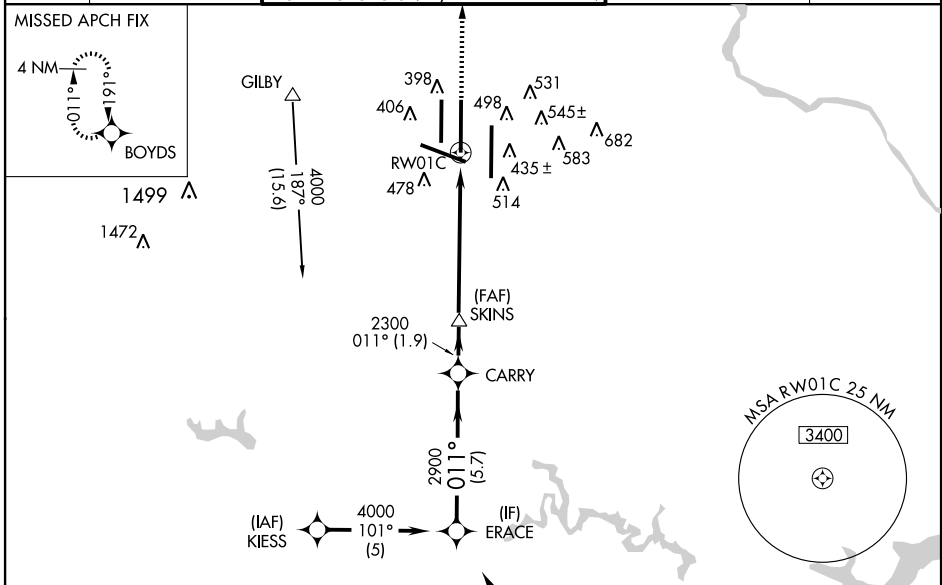 MISSED APCH FIX
4 NM
011°
191°
BOYDS
GILBY
4000
187°
(15.6)
1499
1472
398
406
RW01C
478
498
531
545±
435±
583
682
514
(FAF)
SKINS
2300
011° (1.9)
CARRY
2900
011°
(5.7)
(IAF)
KIESS
4000
101°
(5)
(IF)
ERACE
MSA RW01C 25 NM
3400